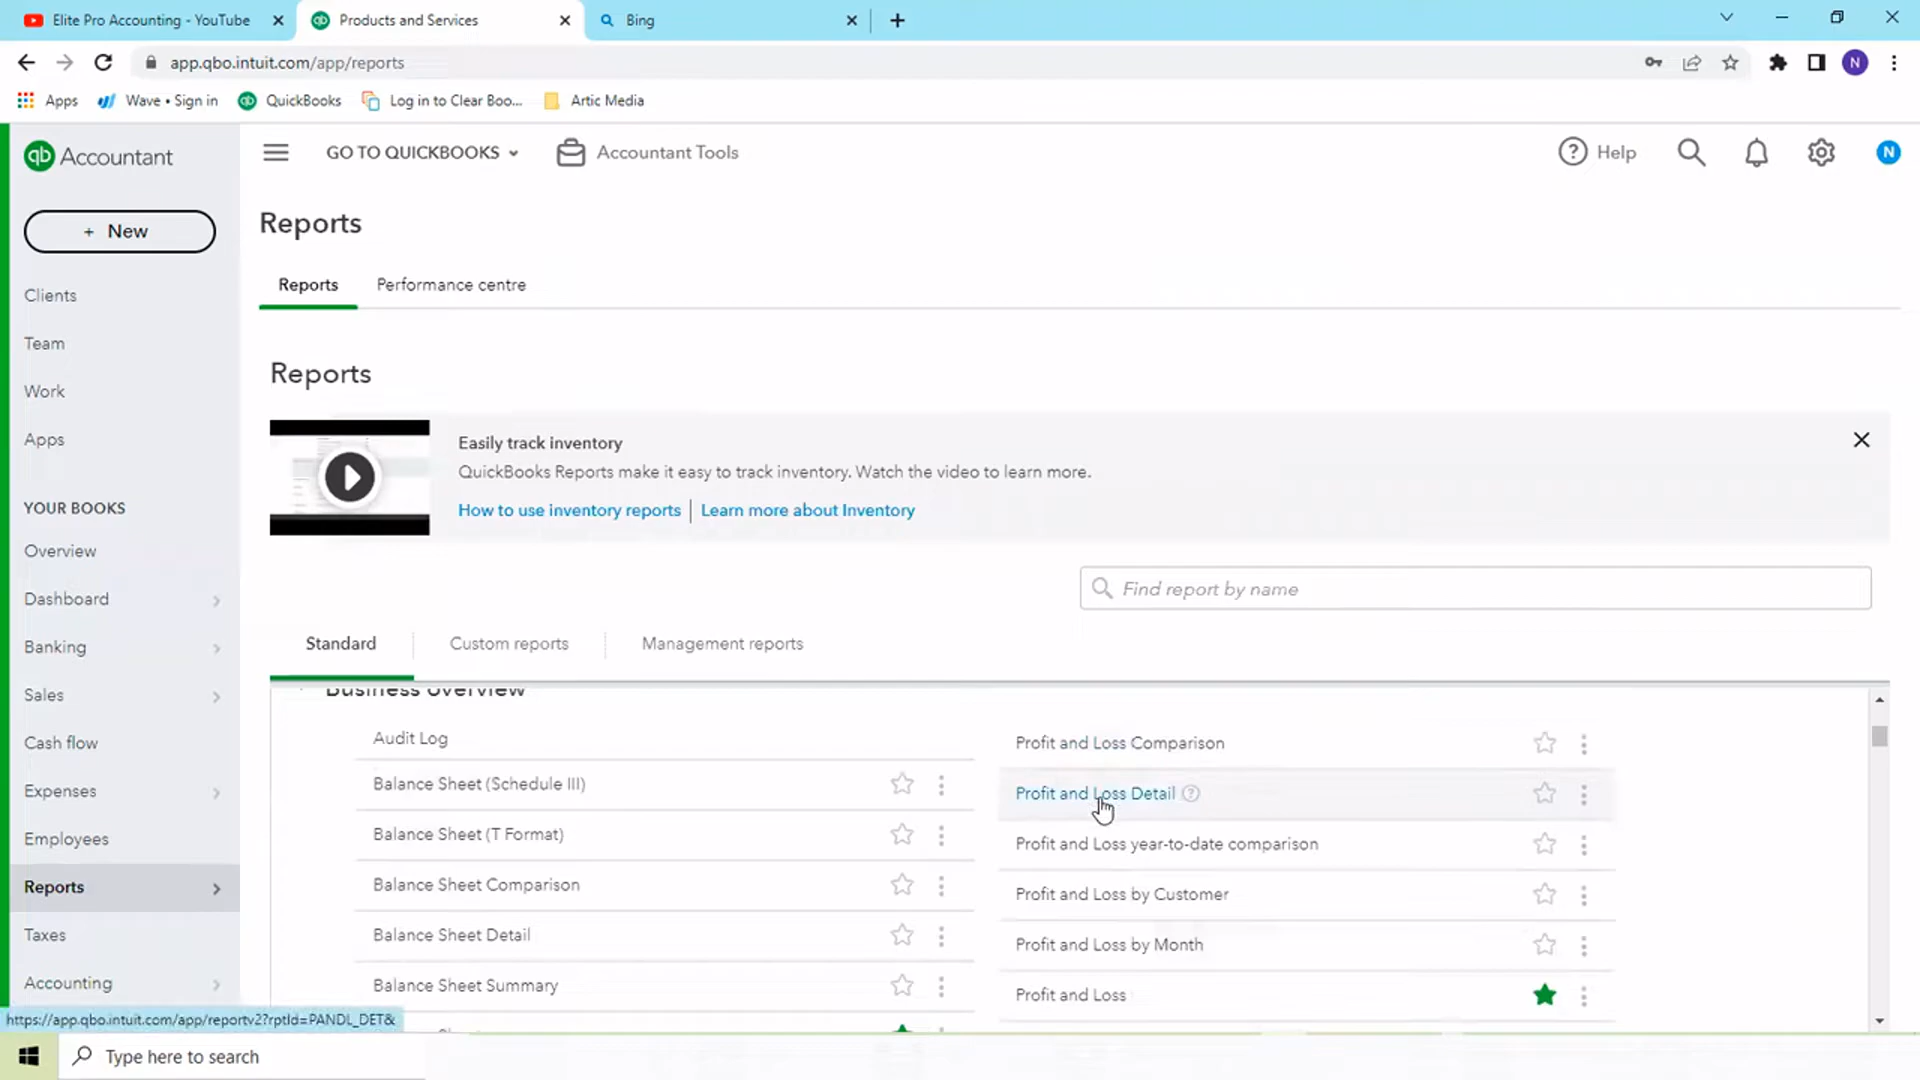 Elite Pro Accounting - YouTube
Products and Services
Bing
app.qbo.intuit.com/app/reports
N
Apps
Wave • Sign in
QuickBooks
Log in to Clear Boo...
Artic Media
qb Accountant
GO TO QUICKBOOKS
Accountant Tools
Help
N
+ New
Clients
Team
Work
Apps
YOUR BOOKS
Overview
Dashboard
Banking
Sales
Cash flow
Expenses
Employees
Reports
Taxes
Accounting
Reports
Reports
Performance centre
Reports
Easily track inventory
QuickBooks Reports make it easy to track inventory. Watch the video to learn more.
How to use inventory reports
Learn more about Inventory
Find report by name
Standard
Custom reports
Management reports
Business overview
Audit Log
Balance Sheet (Schedule III)
Balance Sheet (T Format)
Balance Sheet Comparison
Balance Sheet Detail
Balance Sheet Summary
Profit and Loss Comparison
Profit and Loss Detail
Profit and Loss year-to-date comparison
Profit and Loss by Customer
Profit and Loss by Month
Profit and Loss
https://app.qbo.intuit.com/app/reportv2?rptId=PANDL_DET&
Type here to search